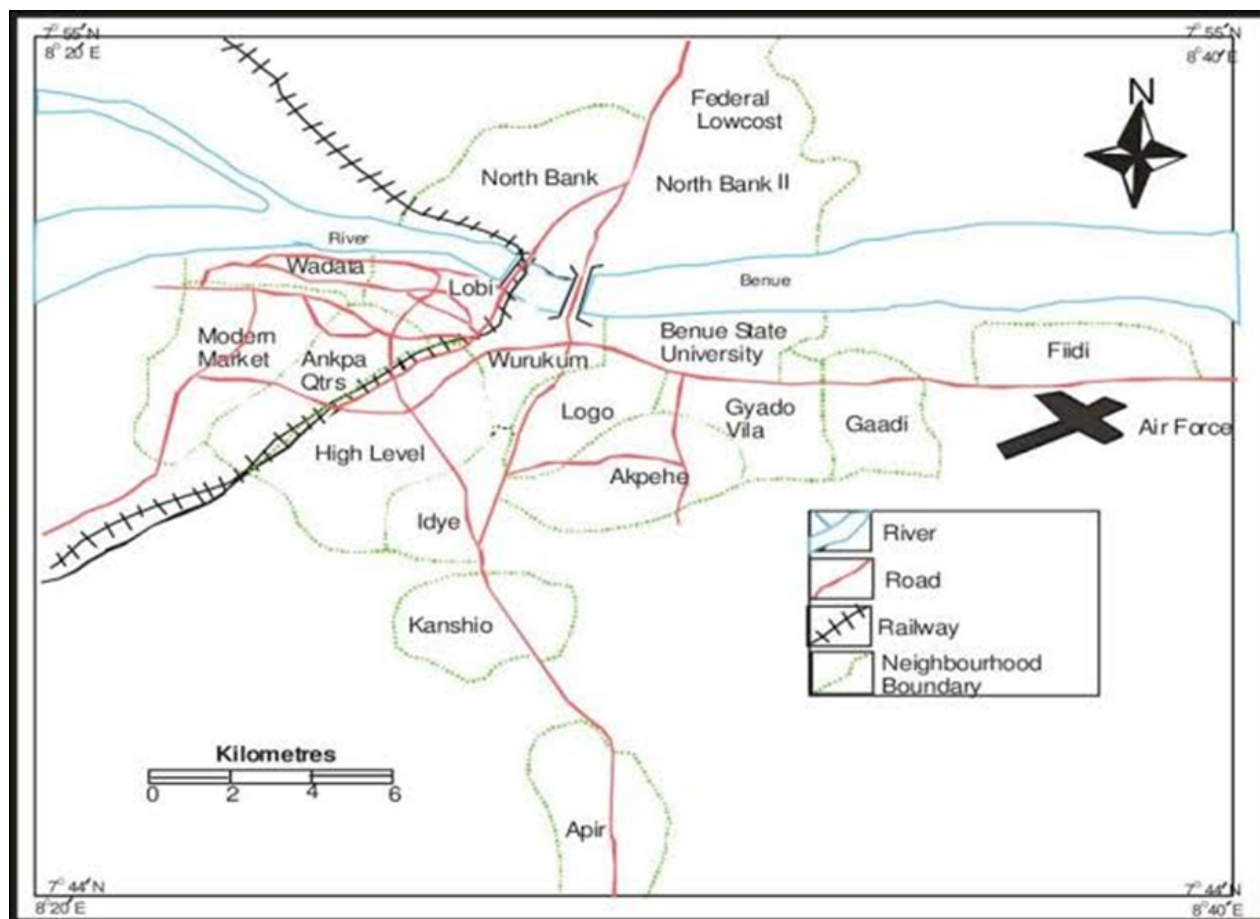 7° 55' N
8° 20' E
7° 55' N
8° 40' E
N
Federal
Lowcost
North Bank
North Bank II
River
Wadata
Lobi
Benue
Modern
Market
Ankpa
Qtrs
Wurukum
Benue State
University
Fiidi
Logo
Gyado
Vila
Gaadi
Air Force
High Level
Akpehe
Idye
River
Road
Railway
Neighbourhood
Boundary
Kanshio
Kilometres
0 2 4 6
Apir
7° 44' N
8° 20' E
7° 44' N
8° 40' E